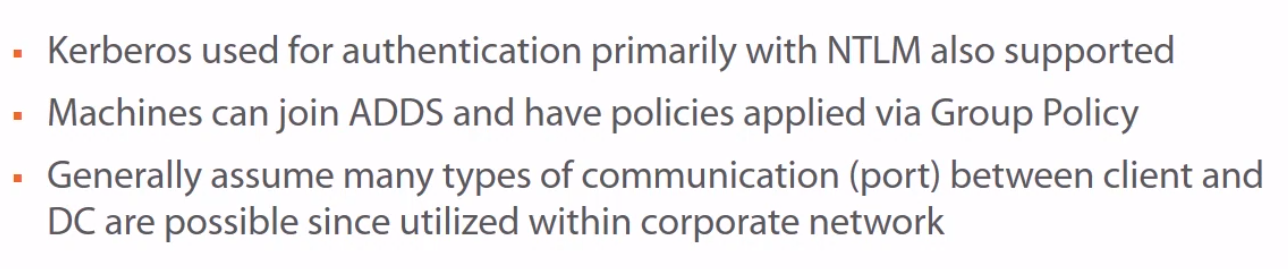 ▪ Kerberos used for authentication primarily with NTLM also supported
▪ Machines can join ADDS and have policies applied via Group Policy
▪ Generally assume many types of communication (port) between client and
DC are possible since utilized within corporate network